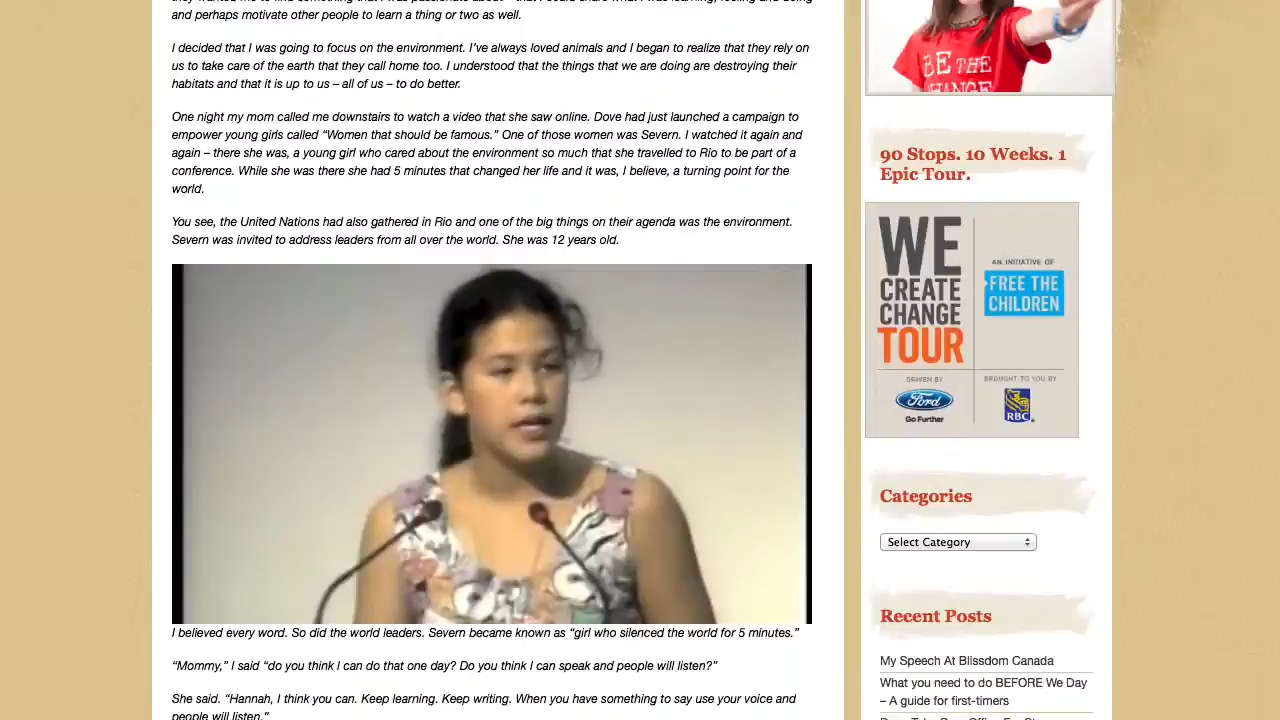 and perhaps motivate other people to learn a thing or two as well.
I decided that I was going to focus on the environment. I've always loved animals and I began to realize that they rely on
us to take care of the earth that they call home too. I understood that the things that we are doing are destroying their
habitats and that it is up to us – all of us – to do better.
One night my mom called me downstairs to watch a video that she saw online. Dove had just launched a campaign to
empower young girls called “Women that should be famous.” One of those women was Severn. I watched it again and
again – there she was, a young girl who cared about the environment so much that she travelled to Rio to be part of a
conference. While she was there she had 5 minutes that changed her life and it was, I believe, a turning point for the
world.
You see, the United Nations had also gathered in Rio and one of the big things on their agenda was the environment.
Severn was invited to address leaders from all over the world. She was 12 years old.
I believed every word. So did the world leaders. Severn became known as “girl who silenced the world for 5 minutes.”
“Mommy,” I said “do you think I can do that one day? Do you think I can speak and people will listen?”
She said. “Hannah, I think you can. Keep learning. Keep writing. When you have something to say use your voice and
people will listen.”
BE THE
CHANGE
90 Stops. 10 Weeks. 1
Epic Tour.
WE
CREATE
CHANGE
TOUR
AN INITIATIVE OF
FREE THE
CHILDREN
DRIVEN BY
Ford
Go Further
BROUGHT TO YOU BY
RBC
Categories
Select Category
Recent Posts
My Speech At Blissdom Canada
What you need to do BEFORE We Day
– A guide for first-timers